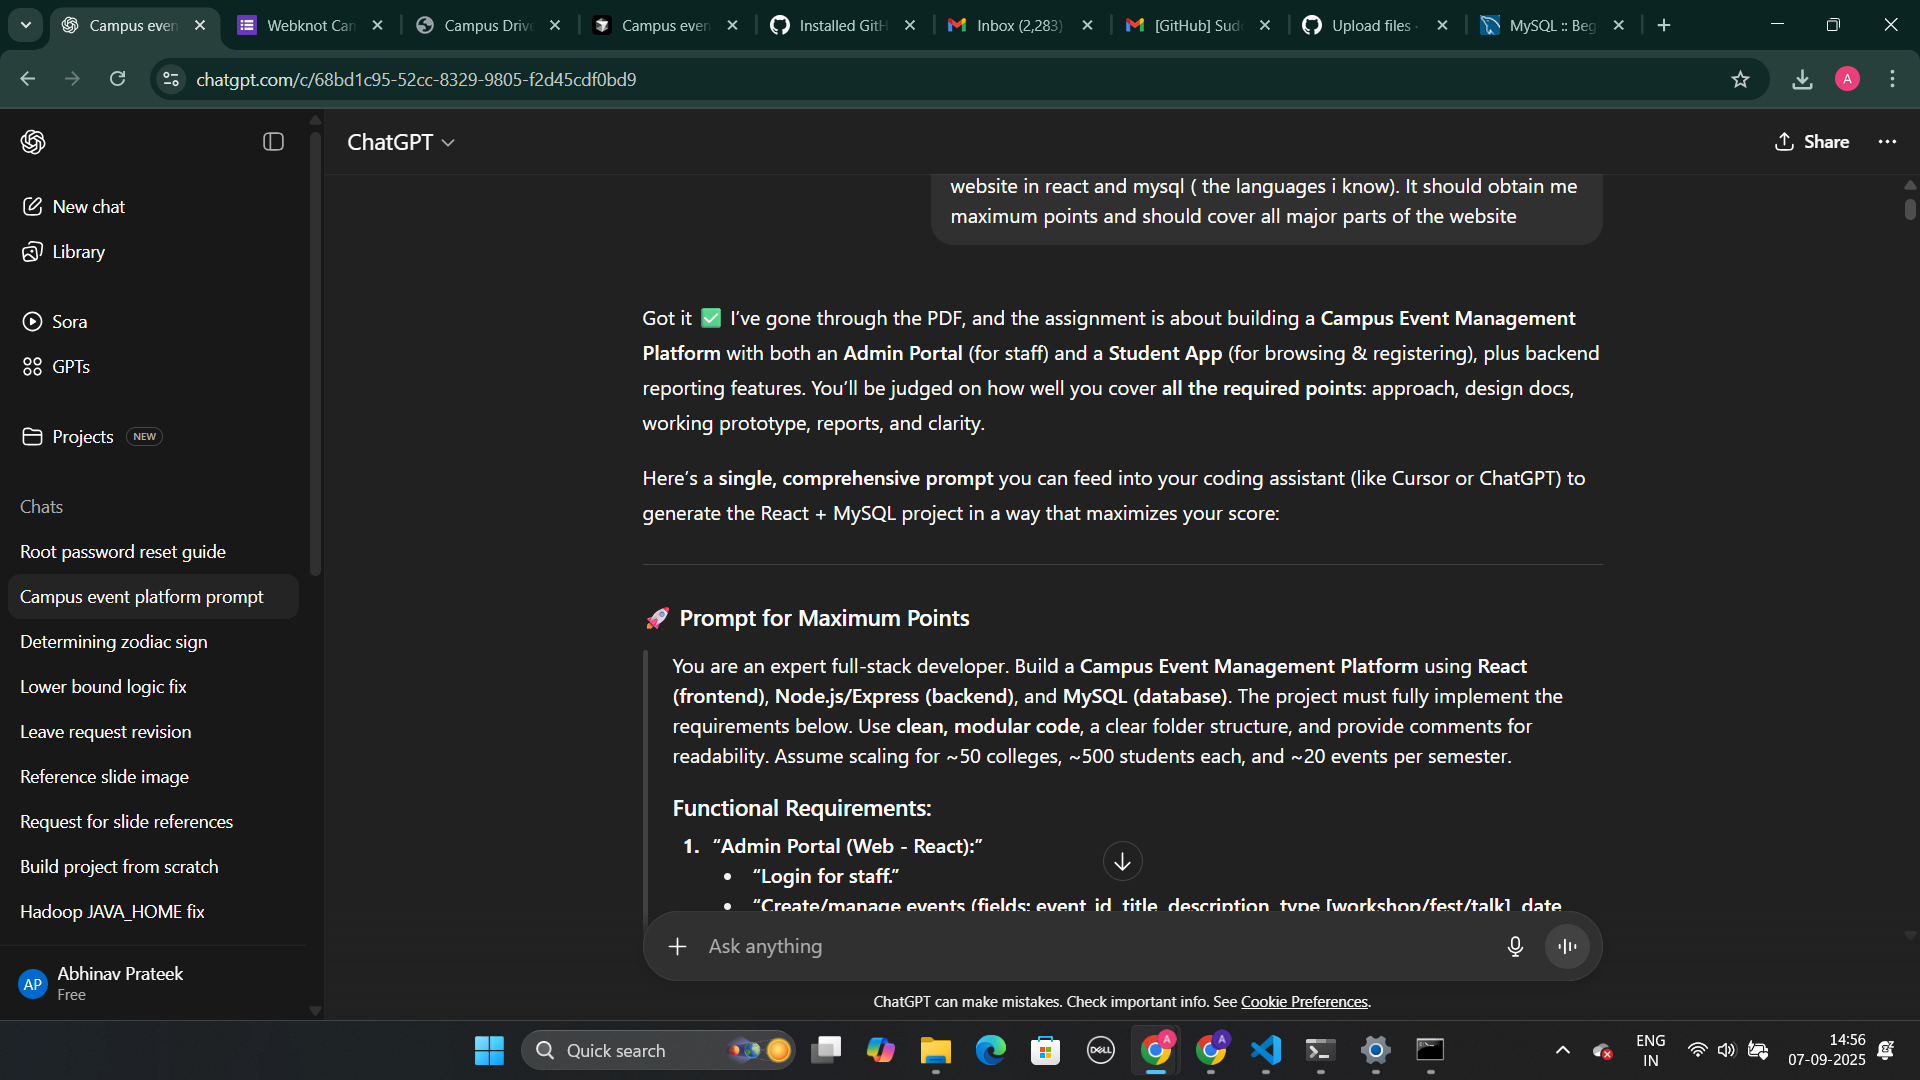 Campus even
Webknot Can
Campus Drive
Campus even
Installed GitH
Inbox (2,283)
[GitHub] Sud
Upload files ·
MySQL :: Beg
chatgpt.com/c/68bd1c95-52cc-8329-9805-f2d45cdf0bd9
A
ChatGPT
Share
New chat
Library
Sora
GPTs
Projects NEW
Chats
Root password reset guide
Campus event platform prompt
Determining zodiac sign
Lower bound logic fix
Leave request revision
Reference slide image
Request for slide references
Build project from scratch
Hadoop JAVA_HOME fix
AP
Abhinav Prateek
Free
website in react and mysql ( the languages i know). It should obtain me
maximum points and should cover all major parts of the website
Got it ✅ I've gone through the PDF, and the assignment is about building a Campus Event Management
Platform with both an Admin Portal (for staff) and a Student App (for browsing & registering), plus backend
reporting features. You'll be judged on how well you cover all the required points: approach, design docs,
working prototype, reports, and clarity.
Here's a single, comprehensive prompt you can feed into your coding assistant (like Cursor or ChatGPT) to
generate the React + MySQL project in a way that maximizes your score:
🚀 Prompt for Maximum Points
You are an expert full-stack developer. Build a Campus Event Management Platform using React
(frontend), Node.js/Express (backend), and MySQL (database). The project must fully implement the
requirements below. Use clean, modular code, a clear folder structure, and provide comments for
readability. Assume scaling for ~50 colleges, ~500 students each, and ~20 events per semester.
Functional Requirements:
1. “Admin Portal (Web - React):”
• “Login for staff.”
• “Create/manage events (fields: event_id, title, description, type [workshop/fest/talk], date,
Ask anything
ChatGPT can make mistakes. Check important info. See Cookie Preferences.
Quick search
DELL
A
A
ENG
IN
14:56
07-09-2025